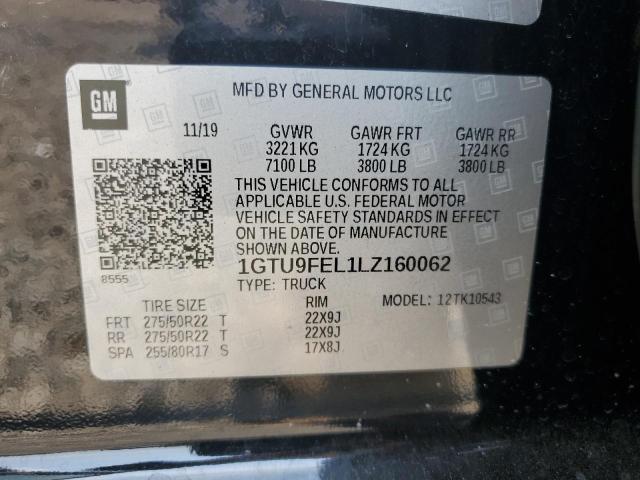 GM
MFD BY GENERAL MOTORS LLC
11/19 GVWR GAWR FRT GAWR RR
3221 KG 1724 KG 1724 KG
7100 LB 3800 LB 3800 LB
THIS VEHICLE CONFORMS TO ALL
APPLICABLE U.S. FEDERAL MOTOR
VEHICLE SAFETY STANDARDS IN EFFECT
ON THE DATE OF MANUFACTURE
SHOWN ABOVE.
8555
1GTU9FEL1LZ160062
TYPE: TRUCK MODEL: 12TK10543
TIRE SIZE RIM
FRT 275/50R22 T 22X9J
RR 275/50R22 T 22X9J
SPA 255/80R17 S 17X8J